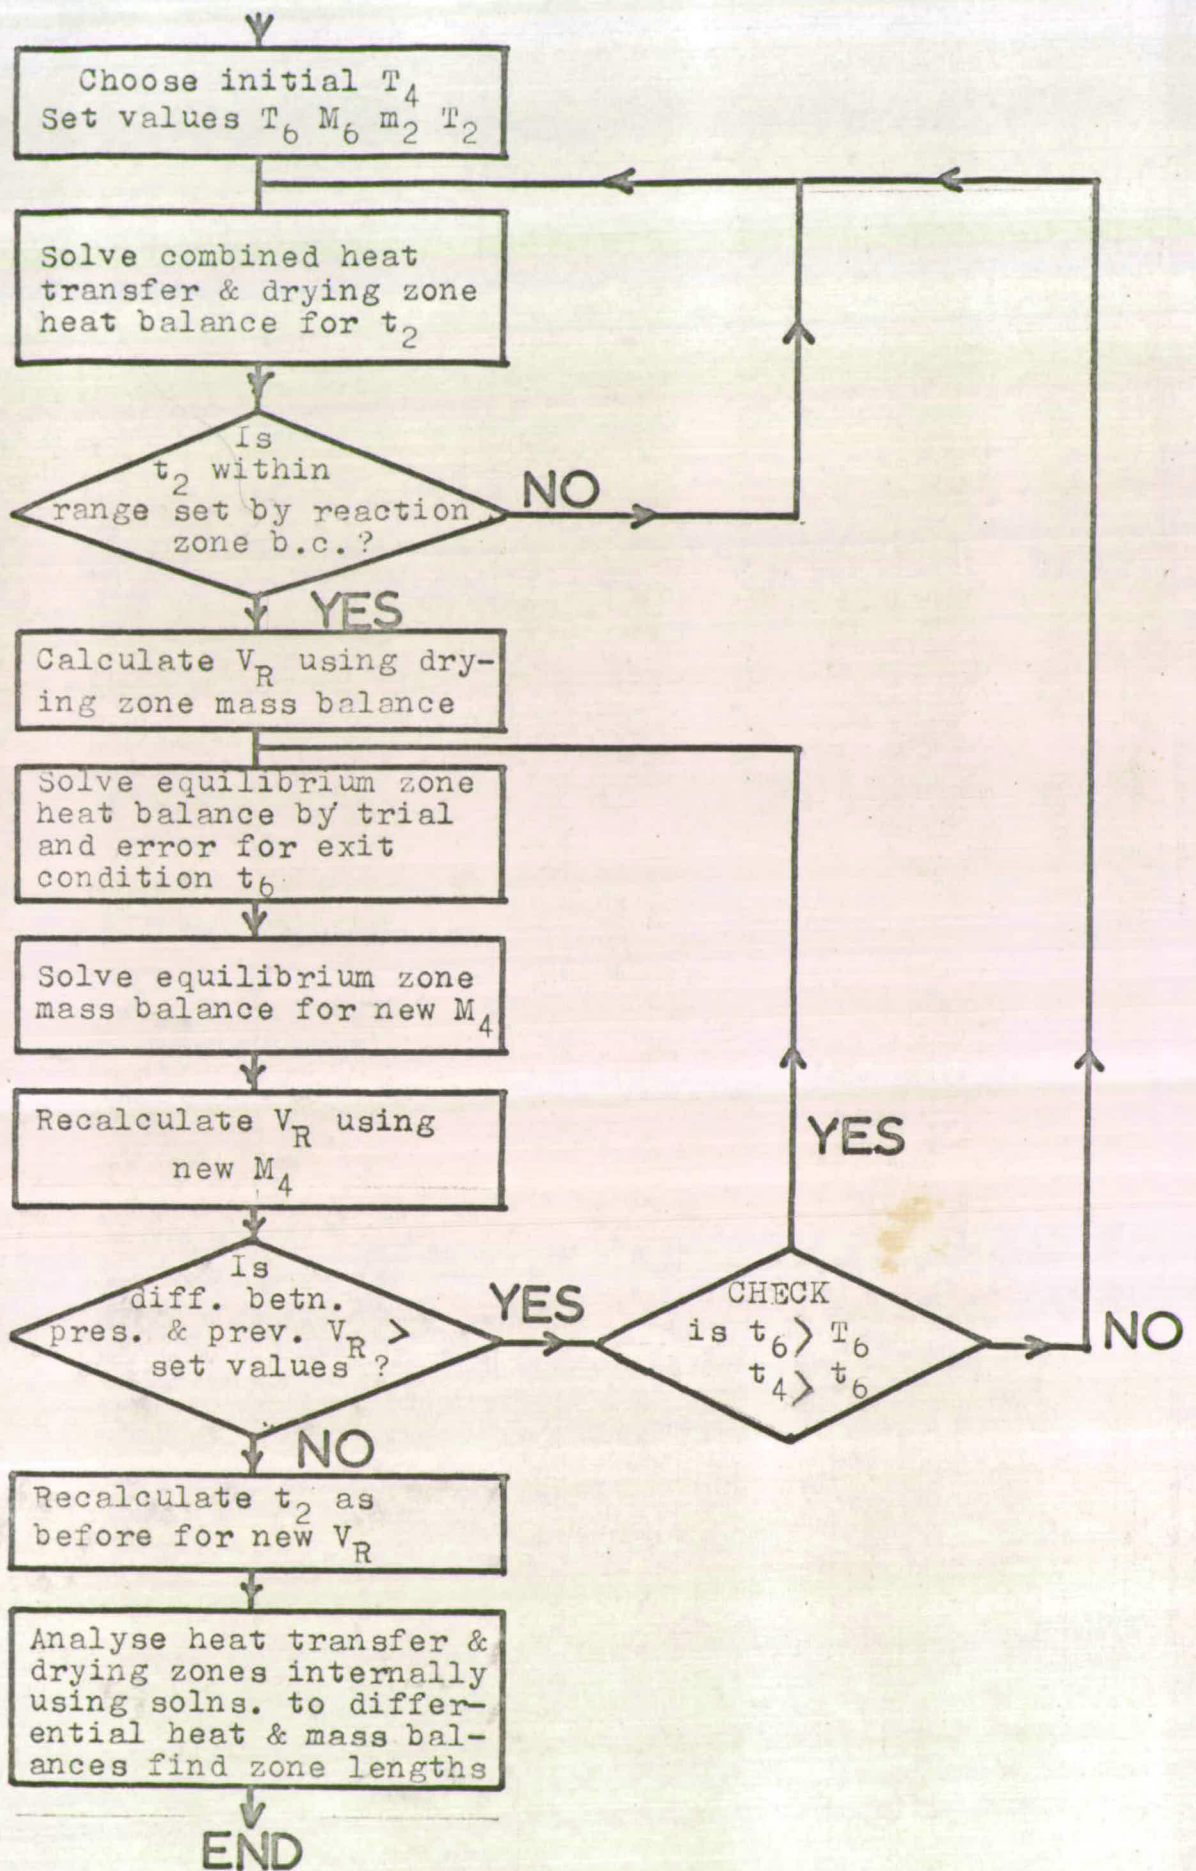 Choose initial T₄
Set values T₆ M₆ m₂ T₂
Solve combined heat
transfer & drying zone
heat balance for t₂
Is
t₂ within
range set by reaction
zone b.c.?
NO
YES
Calculate V_R using dry-
ing zone mass balance
Solve equilibrium zone
heat balance by trial
and error for exit
condition t₆
Solve equilibrium zone
mass balance for new M₄
Recalculate V_R using
new M₄
YES
Is
diff. betn.
pres. & prev. V_R >
set values ?
YES
CHECK
is t₆ > T₆
t₄ > t₆
NO
NO
Recalculate t₂ as
before for new V_R
Analyse heat transfer &
drying zones internally
using solns. to differ-
ential heat & mass bal-
ances find zone lengths
END